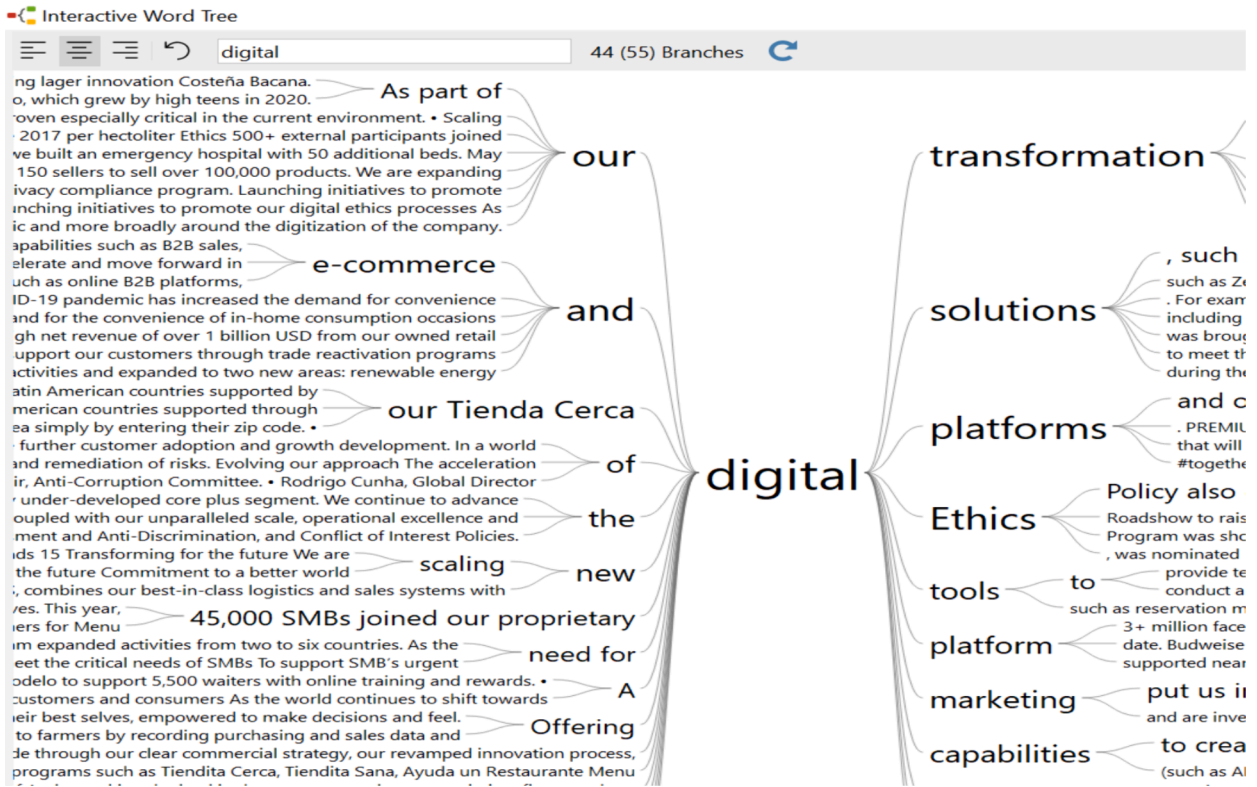 Interactive Word Tree
digital
44 (55) Branches
ng lager innovation Costeña Bacana.
o, which grew by high teens in 2020.
As part of
roven especially critical in the current environment. • Scaling
2017 per hectoliter Ethics 500+ external participants joined
we built an emergency hospital with 50 additional beds. May
150 sellers to sell over 100,000 products. We are expanding
ivacy compliance program. Launching initiatives to promote
unching initiatives to promote our digital ethics processes As
ic and more broadly around the digitization of the company.
our
apabilities such as B2B sales,
elerate and move forward in
uch as online B2B platforms,
e-commerce
ID-19 pandemic has increased the demand for convenience
and for the convenience of in-home consumption occasions
gh net revenue of over 1 billion USD from our owned retail
upport our customers through trade reactivation programs
activities and expanded to two new areas: renewable energy
and
atin American countries supported by
merican countries supported through
ea simply by entering their zip code. •
our Tienda Cerca
further customer adoption and growth development. In a world
and remediation of risks. Evolving our approach The acceleration
ir, Anti-Corruption Committee. • Rodrigo Cunha, Global Director
of
under-developed core plus segment. We continue to advance
oupled with our unparalleled scale, operational excellence and
ment and Anti-Discrimination, and Conflict of Interest Policies.
the
ds 15 Transforming for the future We are
the future Commitment to a better world
scaling
, combines our best-in-class logistics and sales systems with
new
ves. This year,
ers for Menu
45,000 SMBs joined our proprietary
m expanded activities from two to six countries. As the
eet the critical needs of SMBs To support SMB's urgent
need for
odelo to support 5,500 waiters with online training and rewards. •
customers and consumers As the world continues to shift towards
A
eir best selves, empowered to make decisions and feel.
to farmers by recording purchasing and sales data and
Offering
de through our clear commercial strategy, our revamped innovation process,
programs such as Tiendita Cerca, Tiendita Sana, Ayuda un Restaurante Menu
digital
transformation
solutions
, such
such as Ze
. For exam
including
was broug
to meet th
during the
platforms
and c
. PREMIU
that will
#togethe
Ethics
Policy also
Roadshow to rais
Program was sho
, was nominated
tools
to
provide te
conduct a
such as reservation m
platform
3+ million face
date. Budweise
supported near
marketing
put us i
and are inve
capabilities
to crea
(such as A